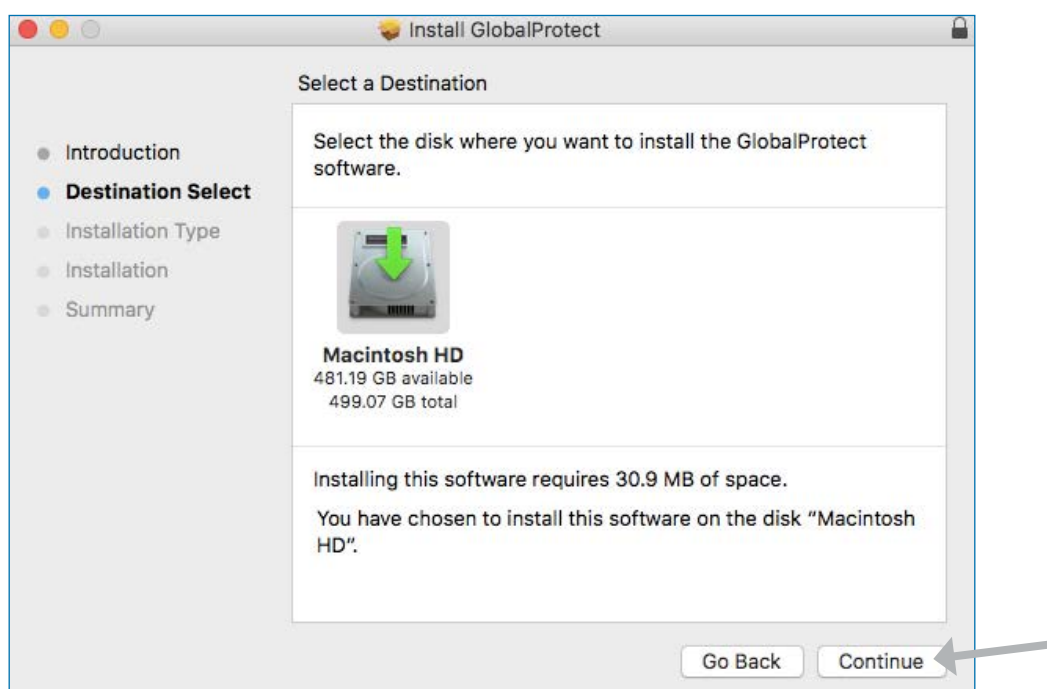 Install GlobalProtect
Select a Destination
Introduction
Destination Select
Installation Type
Installation
Summary
Select the disk where you want to install the GlobalProtect
software.
Macintosh HD
481.19 GB available
499.07 GB total
Installing this software requires 30.9 MB of space.
You have chosen to install this software on the disk “Macintosh
HD”.
Go Back
Continue